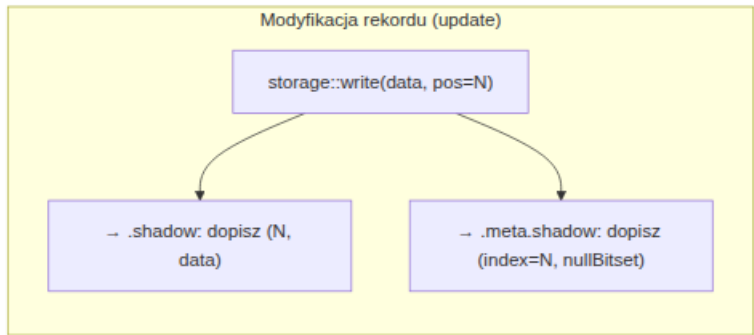 Modyfikacja rekordu (update)
storage::write(data, pos=N)
→ .shadow: dopisz (N,
data)
→ .meta.shadow: dopisz
(index=N, nullBitset)